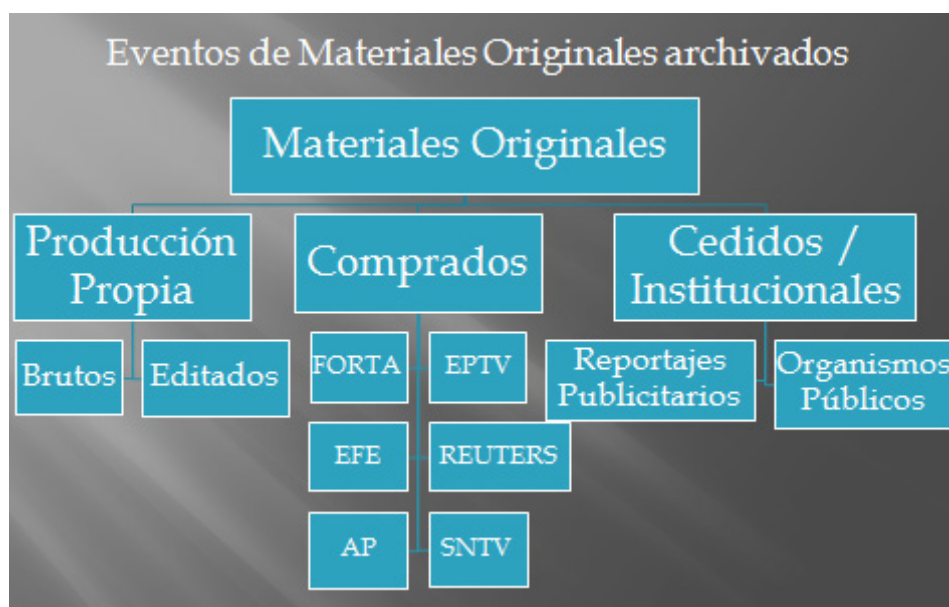 Eventos de Materiales Originales archivados
Materiales Originales
Producción
Propia
Comprados
Cedidos /
Institucionales
Brutos
Editados
FORTA
EPTV
EFE
REUTERS
AP
SNTV
Reportajes
Publicitarios
Organismos
Públicos